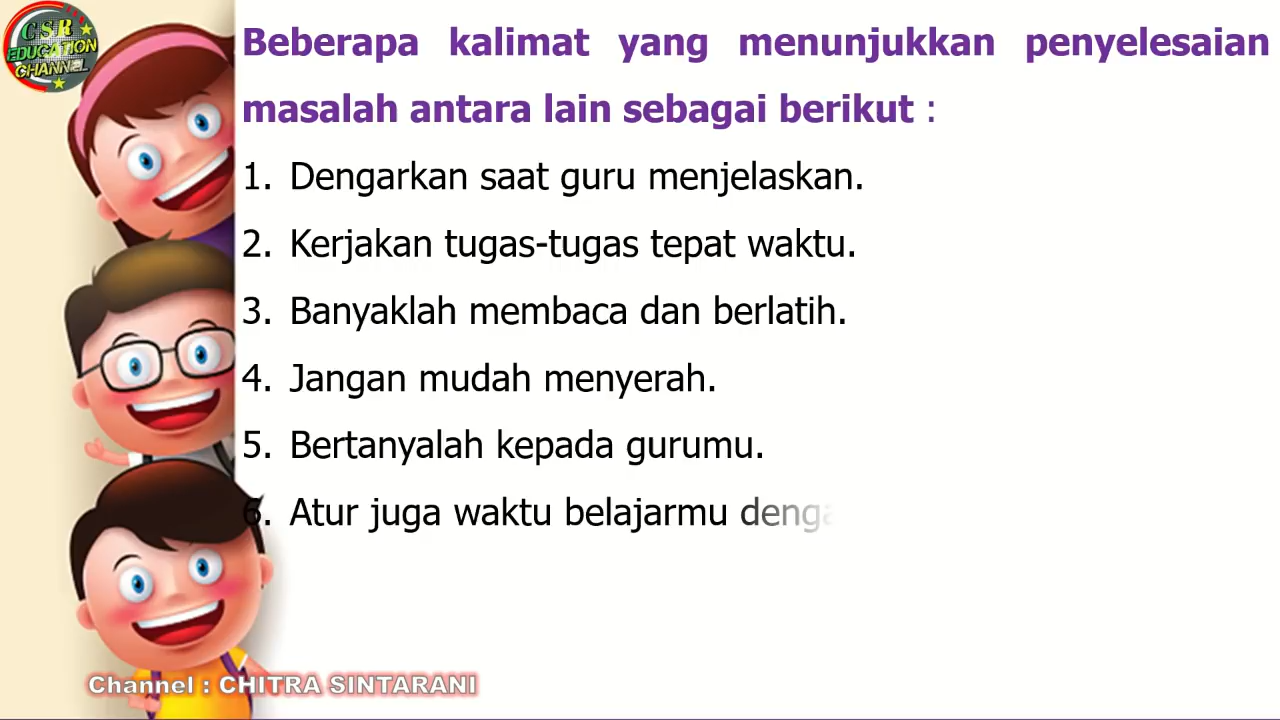 CSR
EDUCATION
CHANNEL
Beberapa kalimat yang menunjukkan penyelesaian
masalah antara lain sebagai berikut :
1. Dengarkan saat guru menjelaskan.
2. Kerjakan tugas-tugas tepat waktu.
3. Banyaklah membaca dan berlatih.
4. Jangan mudah menyerah.
5. Bertanyalah kepada gurumu.
6. Atur juga waktu belajarmu
Channel : CHITRA SINTARANI